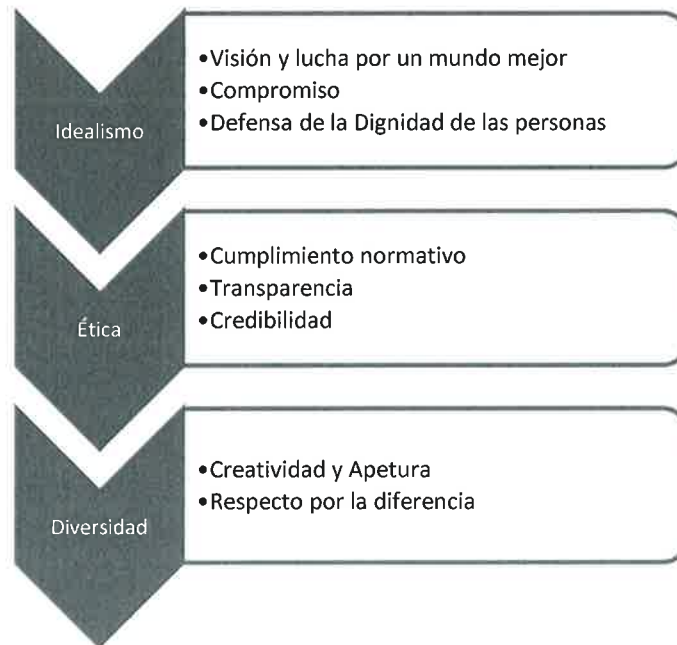 Idealismo
•Visión y lucha por un mundo mejor
•Compromiso
•Defensa de la Dignidad de las personas
Ética
•Cumplimiento normativo
•Transparencia
•Credibilidad
Diversidad
•Creatividad y Apetura
•Respecto por la diferencia